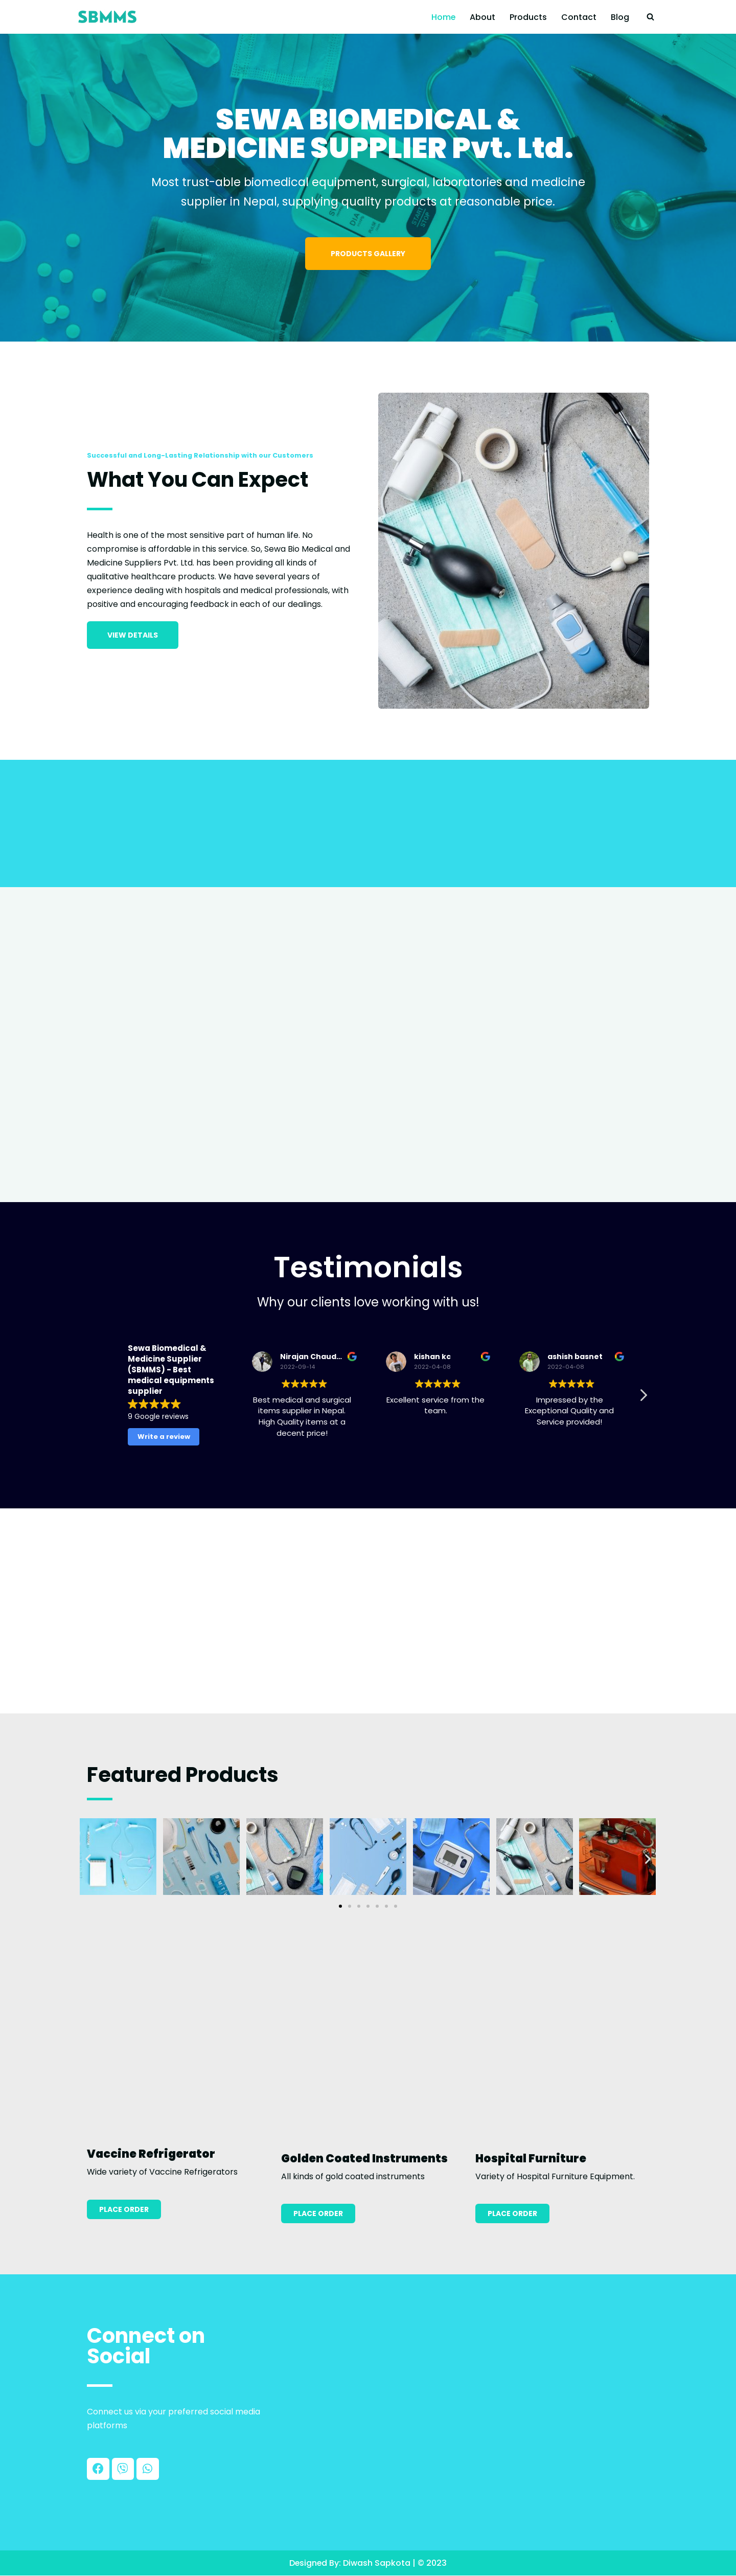 SBMMS
Home
About
Products
Contact
Blog
SEWA BIOMEDICAL &
MEDICINE SUPPLIER Pvt. Ltd.
Most trust-able biomedical equipment, surgical, laboratories and medicine
supplier in Nepal, supplying quality products at reasonable price.
PRODUCTS GALLERY
Successful and Long-Lasting Relationship with our Customers
What You Can Expect
Health is one of the most sensitive part of human life. No
compromise is affordable in this service. So, Sewa Bio Medical and
Medicine Suppliers Pvt. Ltd. has been providing all kinds of
qualitative healthcare products. We have several years of
experience dealing with hospitals and medical professionals, with
positive and encouraging feedback in each of our dealings.
VIEW DETAILS
Testimonials
Why our clients love working with us!
Sewa Biomedical &
Medicine Supplier
(SBMMS) - Best
medical equipments
supplier
9 Google reviews
Write a review
Nirajan Chaud...
2022-09-14
Best medical and surgical
items supplier in Nepal.
High Quality items at a
decent price!
kishan kc
2022-04-08
Excellent service from the
team.
ashish basnet
2022-04-08
Impressed by the
Exceptional Quality and
Service provided!
Featured Products
Vaccine Refrigerator
Wide variety of Vaccine Refrigerators
PLACE ORDER
Golden Coated Instruments
All kinds of gold coated instruments
PLACE ORDER
Hospital Furniture
Variety of Hospital Furniture Equipment.
PLACE ORDER
Connect on
Social
Connect us via your preferred social media
platforms
Designed By: Diwash Sapkota | © 2023